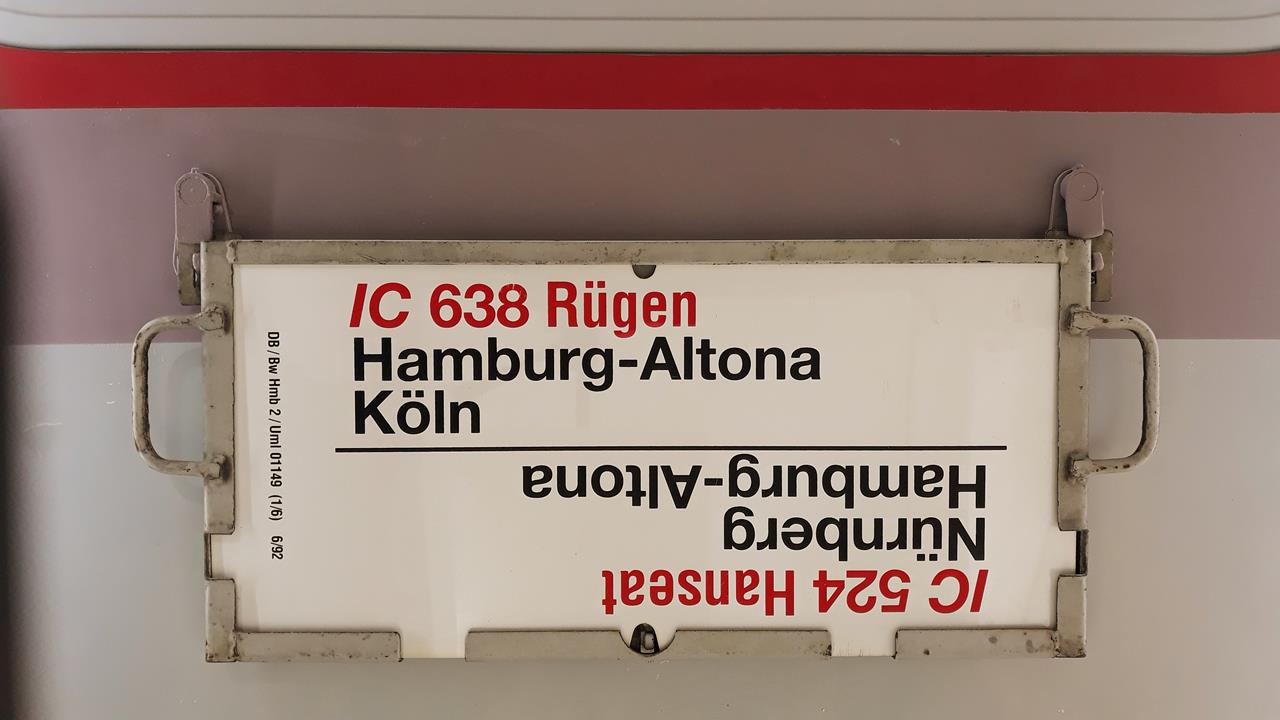 IC 638 Rügen
Hamburg-Altona
Köln
IC 524 Hanseat
Nürnberg
Hamburg-Altona
DB / Bw Hmb 2 / Uml 01149 (1/6) 6/92